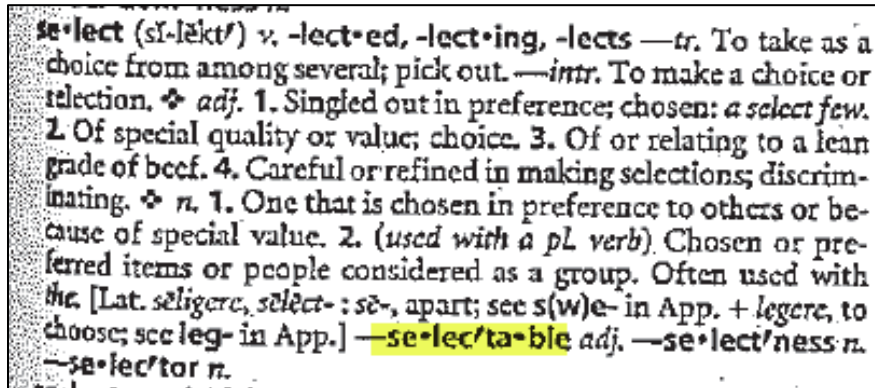 se•lect (sĭ-lĕkt′) v. -lect•ed, -lect•ing, -lects —tr. To take as a
choice from among several; pick out. —intr. To make a choice or
selection. ❖ adj. 1. Singled out in preference; chosen: a select few.
2. Of special quality or value; choice. 3. Of or relating to a lean
grade of beef. 4. Careful or refined in making selections; discrim-
inating. ❖ n. 1. One that is chosen in preference to others or be-
cause of special value. 2. (used with a pl. verb) Chosen or pre-
ferred items or people considered as a group. Often used with
the. [Lat. sēligere, sēlēct- : sē-, apart; see s(w)e- in App. + legere, to
choose; see leg- in App.] —se•lec′ta•ble adj. —se•lect′ness n.
—se•lec′tor n.